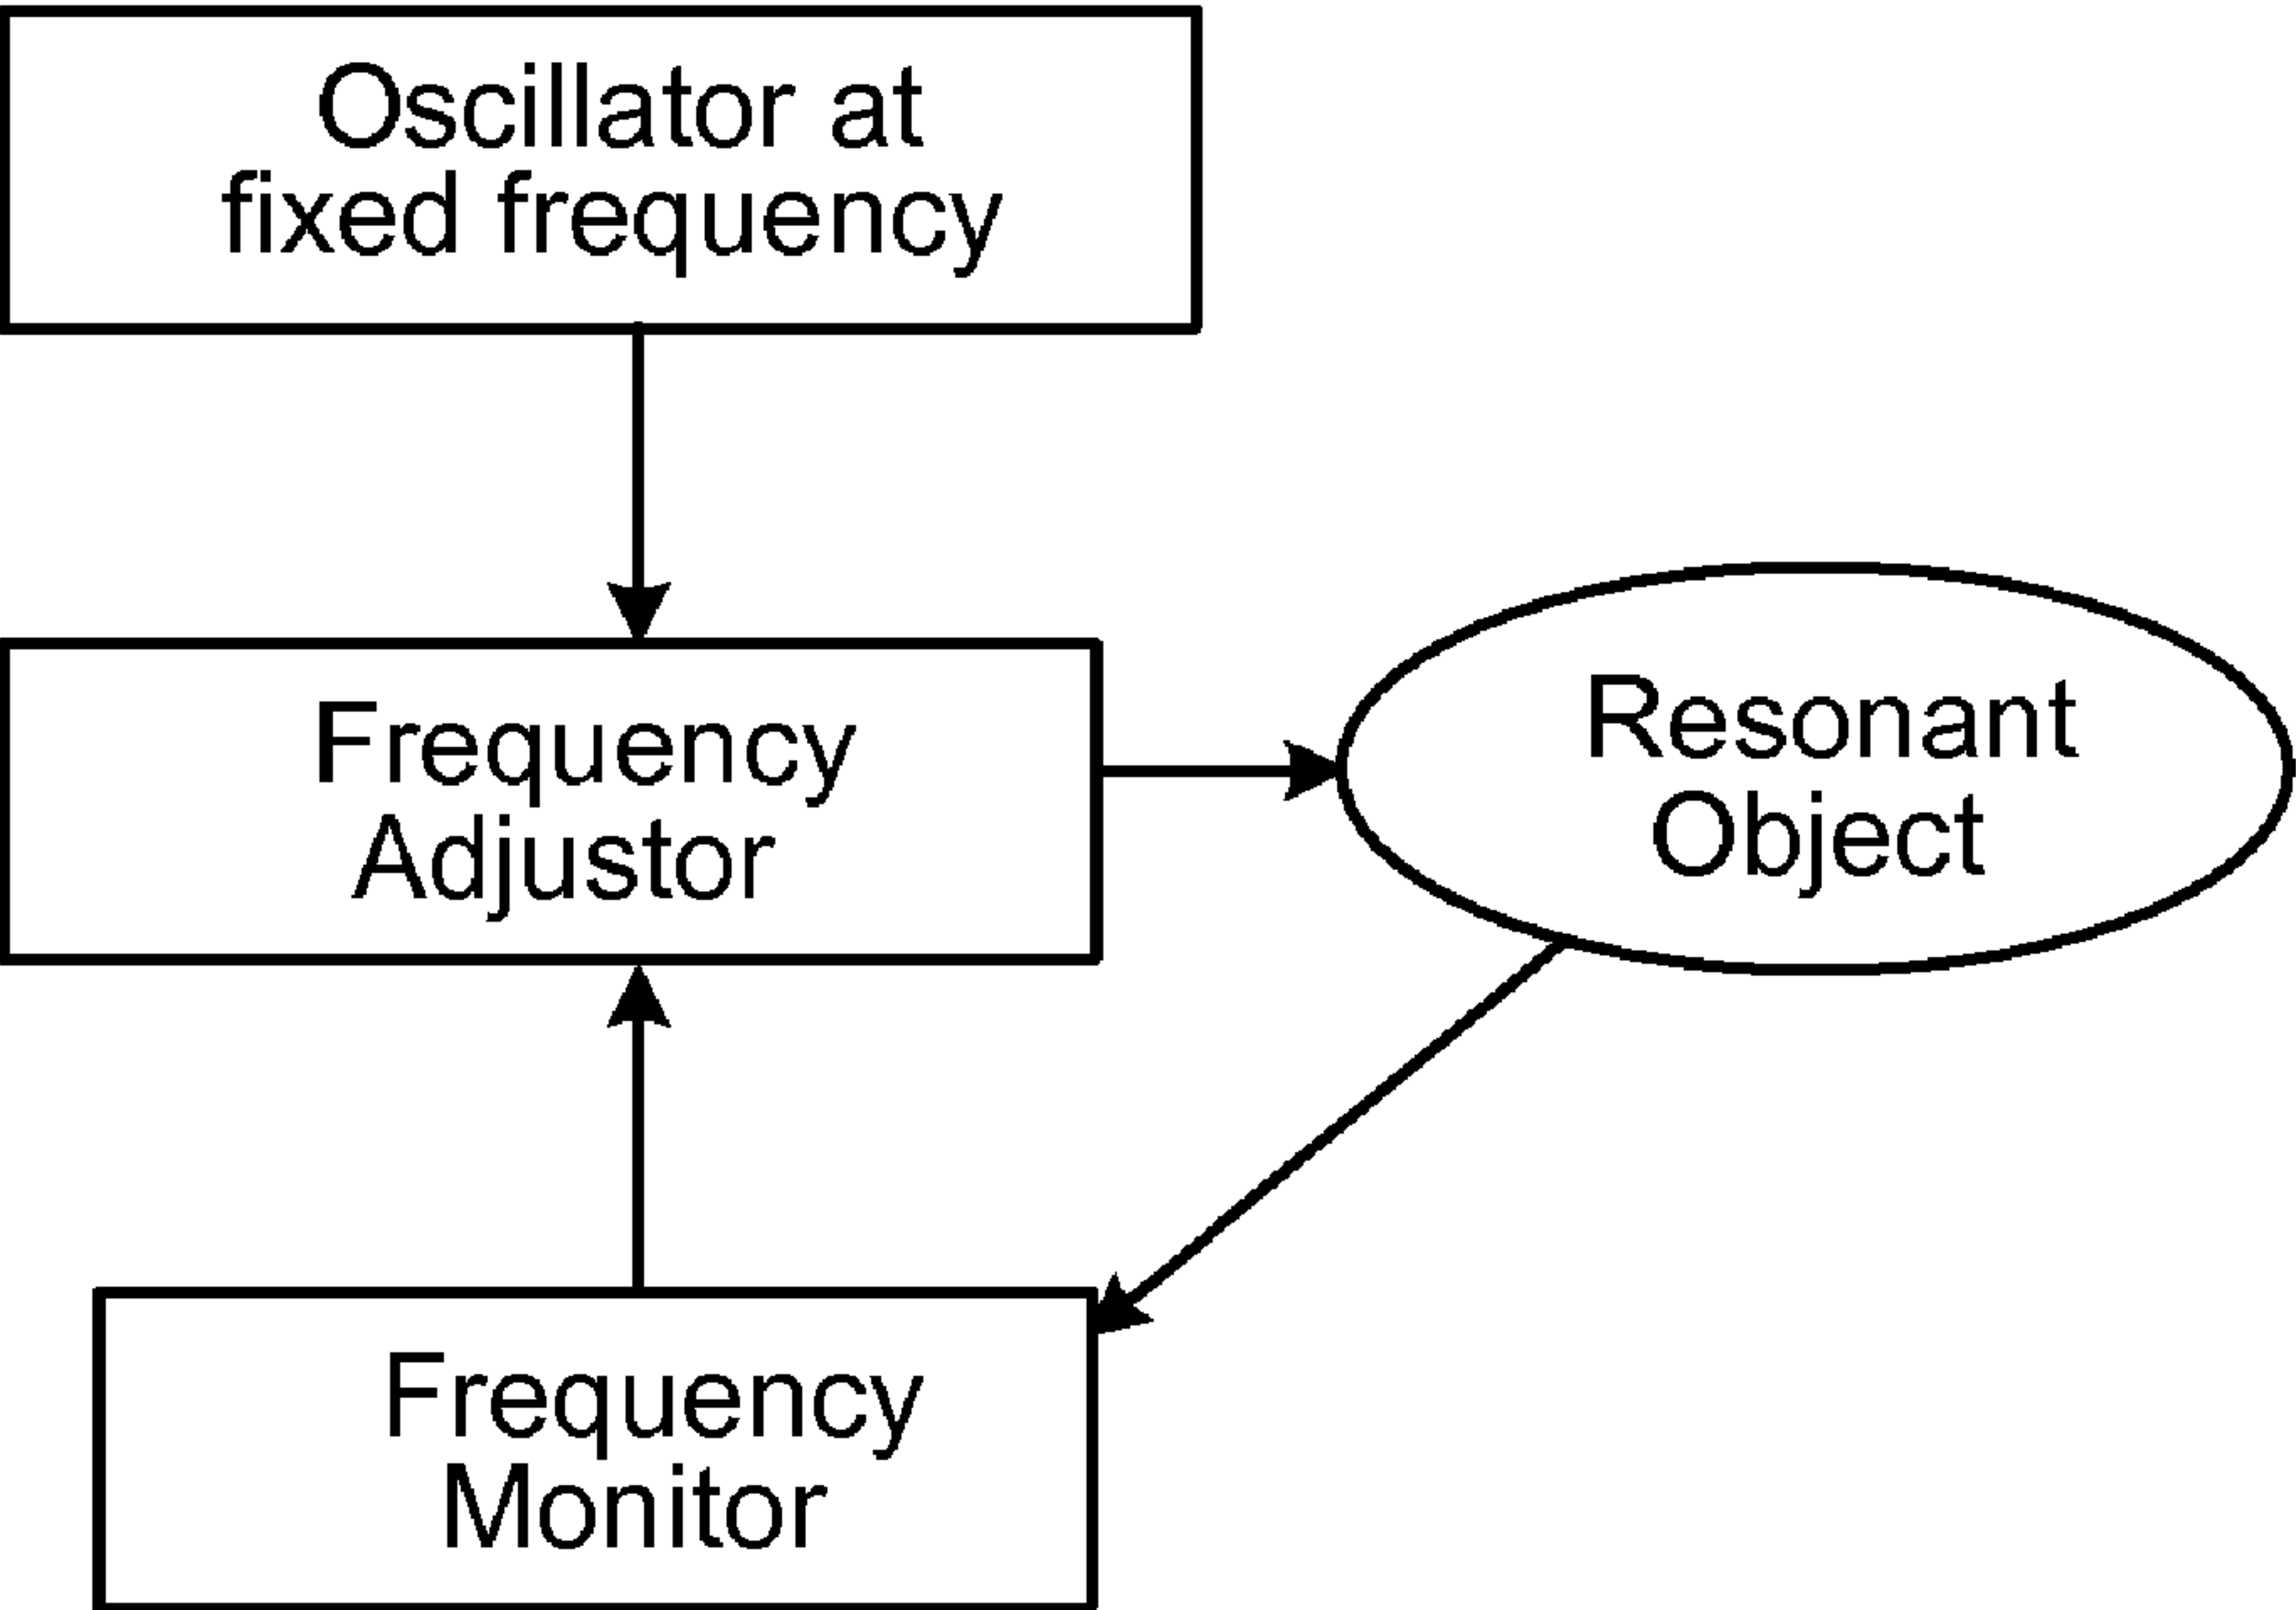 Oscillator at
fixed frequency
Frequency
Adjustor
Resonant
Object
Frequency
Monitor